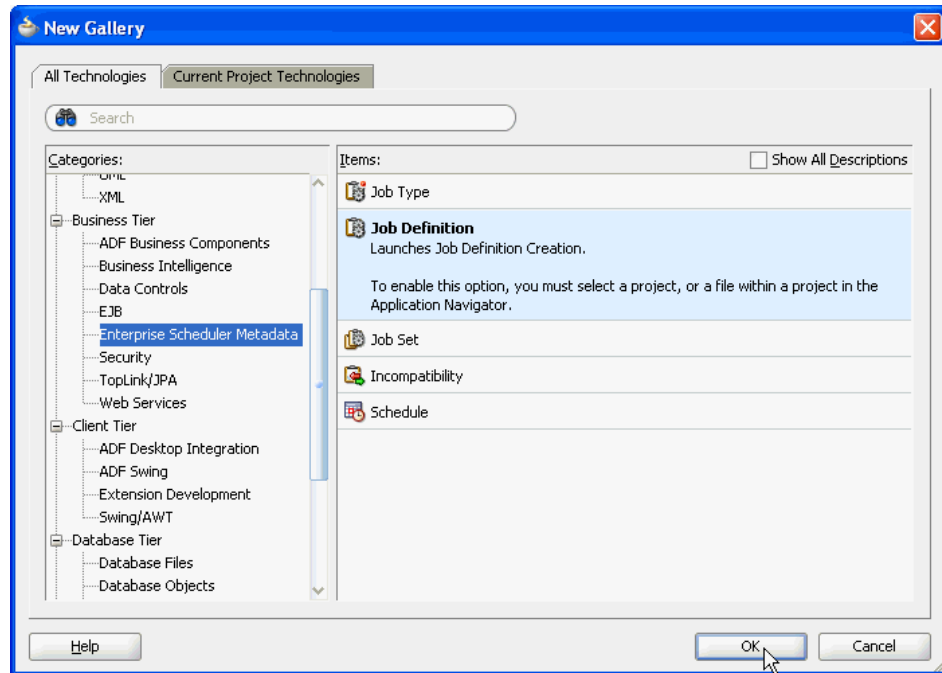 New Gallery
All Technologies
Current Project Technologies
Search
Categories:
XML
Business Tier
ADF Business Components
Business Intelligence
Data Controls
EJB
Enterprise Scheduler Metadata
Security
TopLink/JPA
Web Services
Client Tier
ADF Desktop Integration
ADF Swing
Extension Development
Swing/AWT
Database Tier
Database Files
Database Objects
Items:
Show All Descriptions
Job Type
Job Definition
Launches Job Definition Creation.
To enable this option, you must select a project, or a file within a project in the
Application Navigator.
Job Set
Incompatibility
Schedule
Help
OK
Cancel